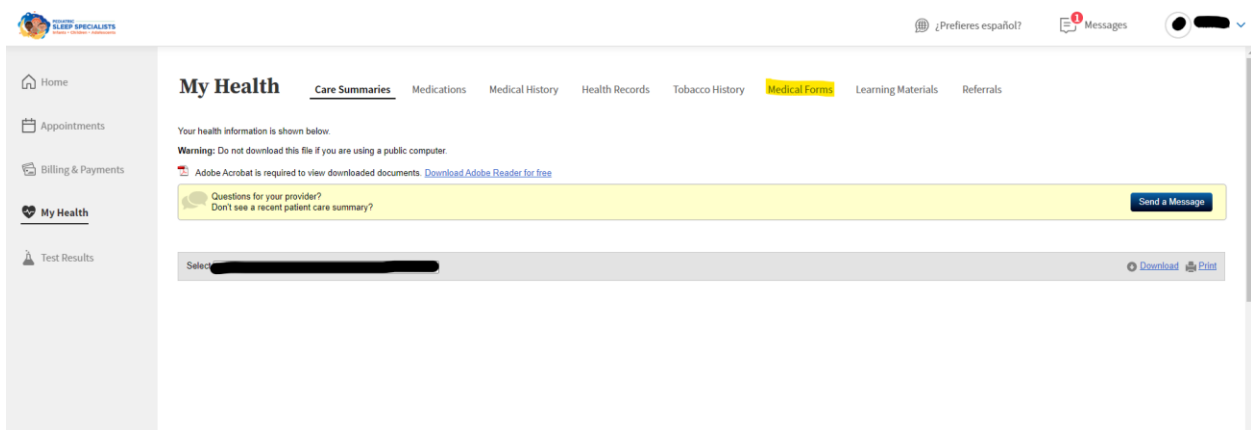 PEDIATRIC
SLEEP SPECIALISTS
Infants - Children - Adolescents
¿Prefieres español?
1
Messages
Home
Appointments
Billing & Payments
My Health
Test Results
My Health
Care Summaries
Medications
Medical History
Health Records
Tobacco History
Medical Forms
Learning Materials
Referrals
Your health information is shown below.
Warning: Do not download this file if you are using a public computer.
Adobe Acrobat is required to view downloaded documents. Download Adobe Reader for free
Questions for your provider?
Don't see a recent patient care summary?
Send a Message
Select
Download
Print